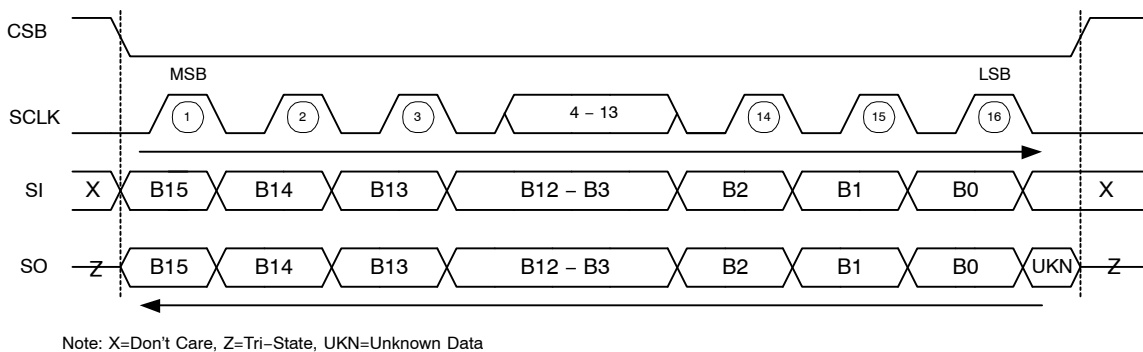 CSB
MSB LSB
SCLK 1 2 3 4 – 13 14 15 16
SI X B15 B14 B13 B12 – B3 B2 B1 B0 X
SO Z B15 B14 B13 B12 – B3 B2 B1 B0 UKN Z
Note: X=Don't Care, Z=Tri–State, UKN=Unknown Data